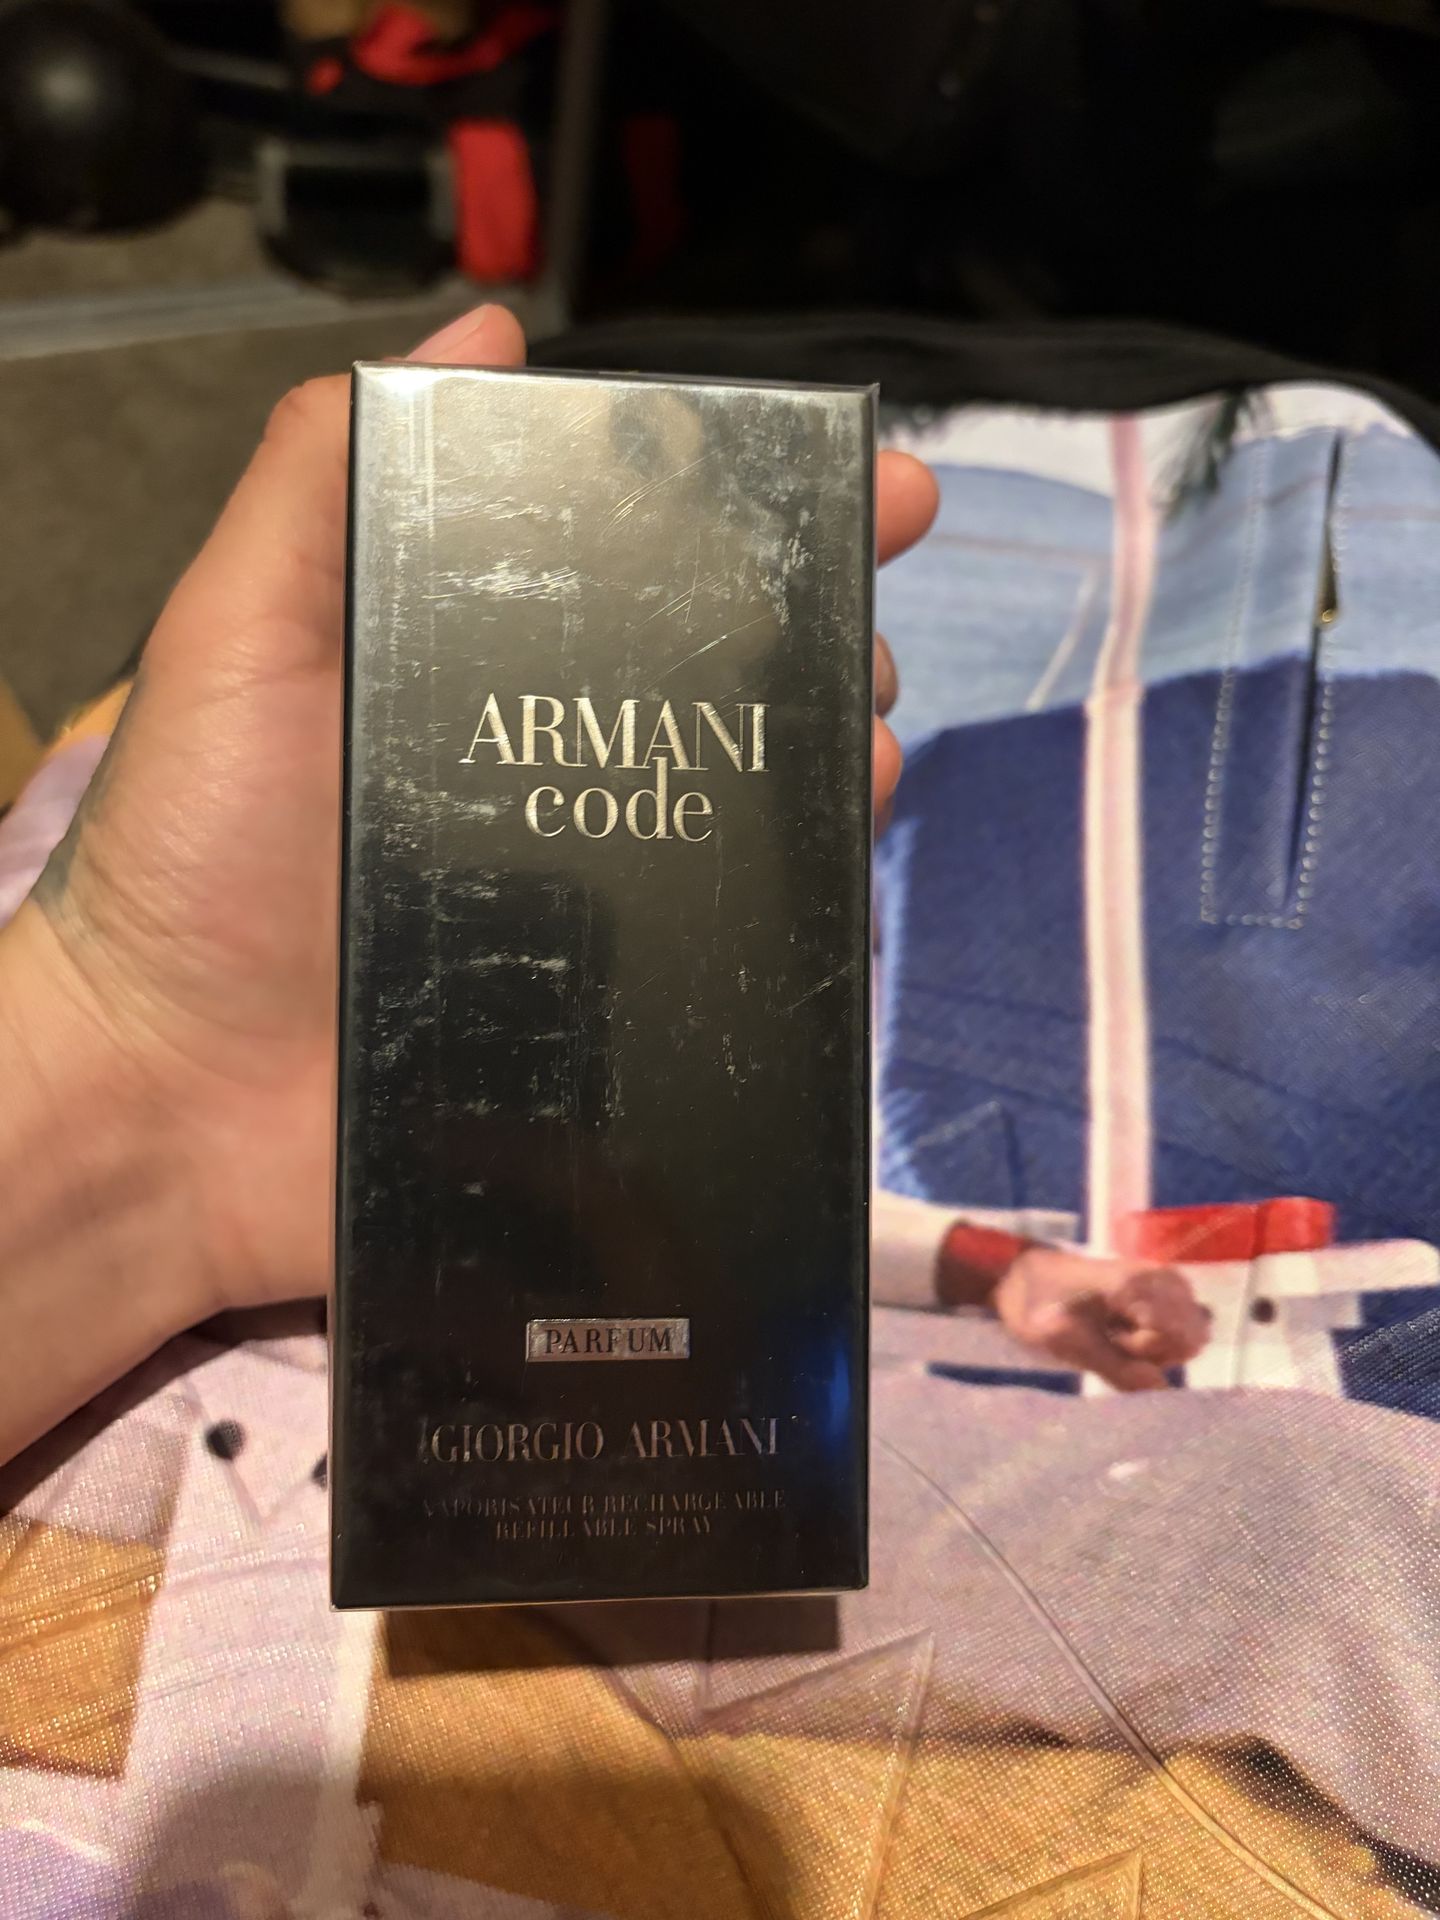 ARMANI
code
PARFUM
GIORGIO ARMANI
VAPORISATEUR RECHARGEABLE
REFILLABLE SPRAY